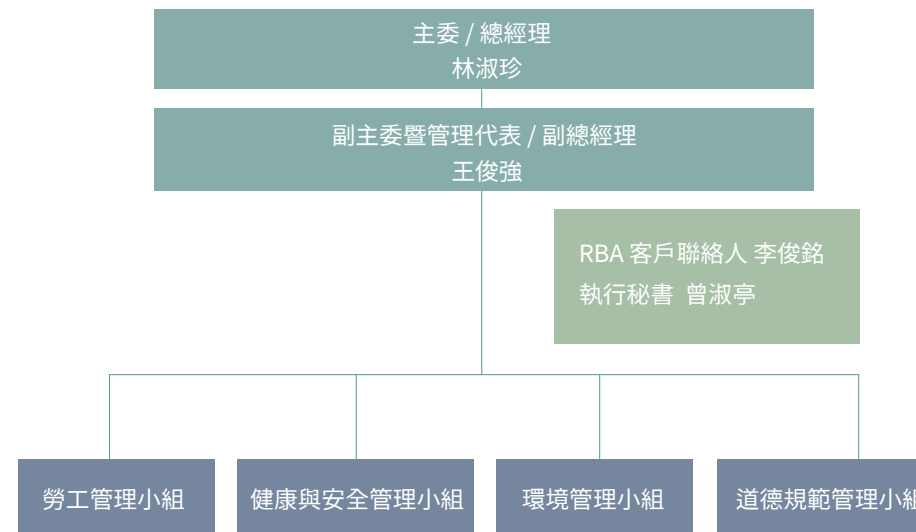 主委 / 總經理
林淑珍
副主委暨管理代表 / 副總經理
王俊強
RBA 客戶聯絡人 李俊銘
執行秘書 曾淑亭
勞工管理小組
健康與安全管理小組
環境管理小組
道德規範管理小組